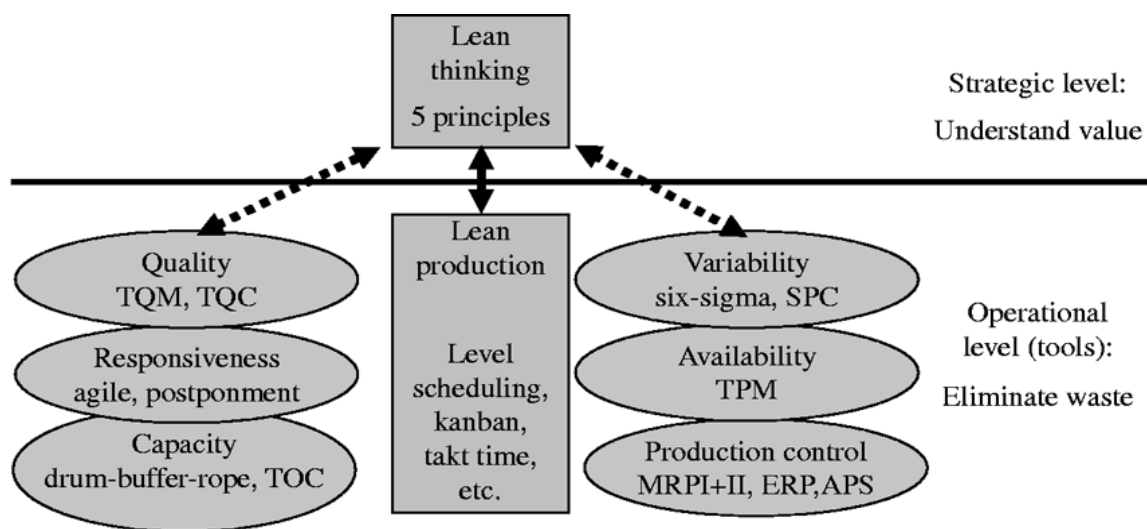 Lean
thinking
5 principles
Strategic level:
Understand value
Quality
TQM, TQC
Responsiveness
agile, postponment
Capacity
drum-buffer-rope, TOC
Lean
production
Level
scheduling,
kanban,
takt time,
etc.
Variability
six-sigma, SPC
Availability
TPM
Production control
MRPI+II, ERP,APS
Operational
level (tools):
Eliminate waste